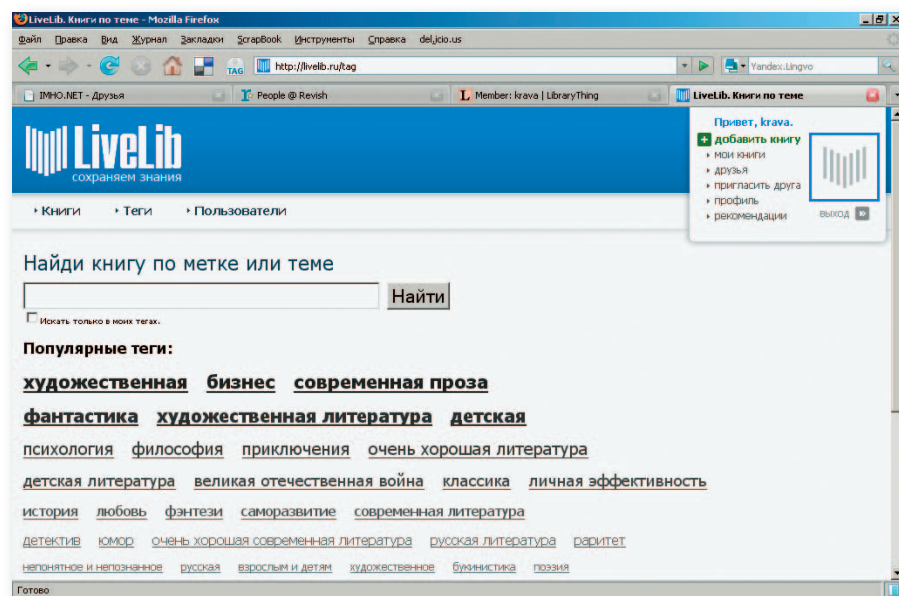 LiveLib. Книги по теме - Mozilla Firefox
Файл Правка Вид Журнал Закладки ScrapBook Инструменты Справка del.icio.us
TAG http://livelib.ru/tag Yandex.Lingvo
IMHO.NET - Друзья People @ Revish L Member: krava | LibraryThing LiveLib. Книги по теме
Привет, krava.
добавить книгу
мои книги
друзья
пригласить друга
профиль
рекомендации
выход
LiveLib
сохраняем знания
Книги Теги Пользователи
Найди книгу по метке или теме
Найти
Искать только в моих тегах.
Популярные теги:
художественная бизнес современная проза
фантастика художественная литература детская
психология философия приключения очень хорошая литература
детская литература великая отечественная война классика личная эффективность
история любовь фэнтези саморазвитие современная литература
детектив юмор очень хорошая современная литература русская литература раритет
непонятное и непознанное русская взрослым и детям художественное букинистика поэзия
Готово